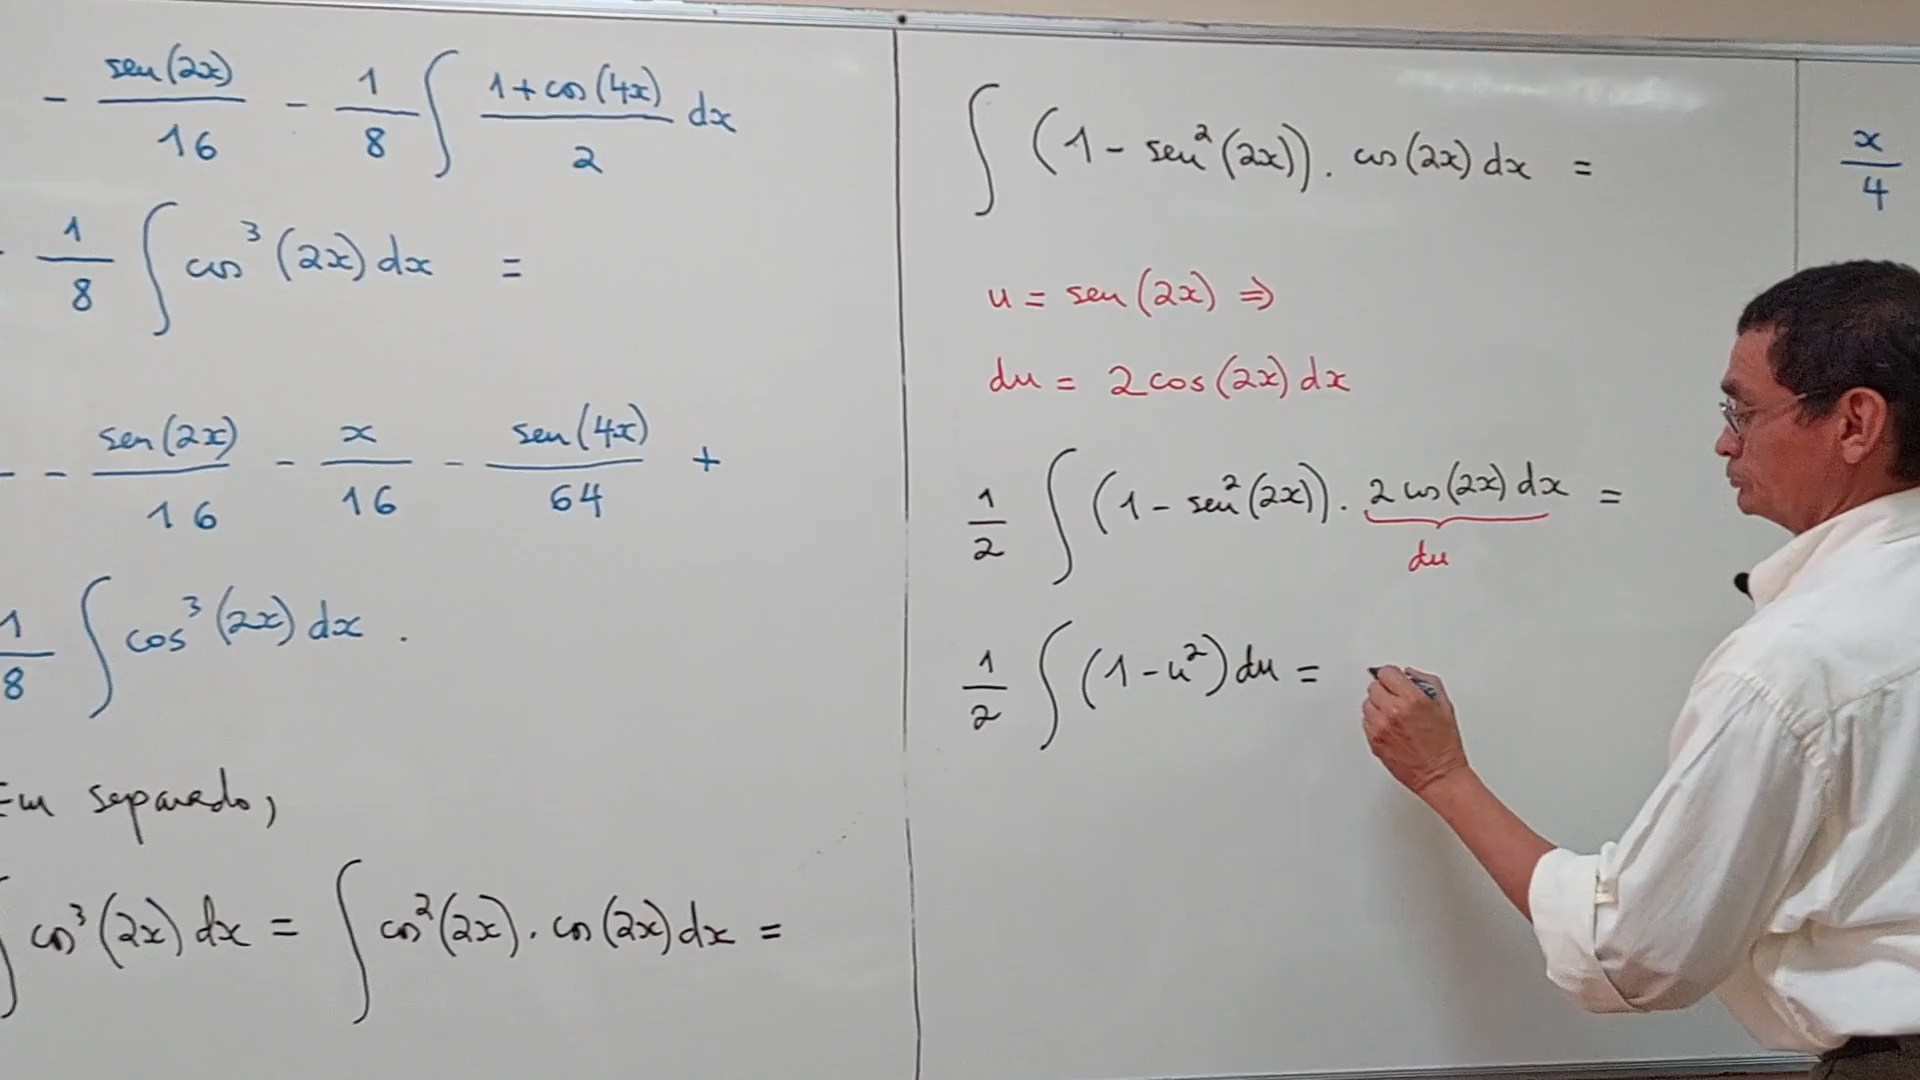 - sen(2x)/16 - 1/8 ∫ (1+cos(4x))/2 dx
1/8 ∫ cos³(2x) dx =
- - sen(2x)/16 - x/16 - sen(4x)/64 +
1/8 ∫ cos³(2x) dx .
Em separado,
∫ cos³(2x) dx = ∫ cos²(2x) . cos(2x) dx =
∫ (1 - sen²(2x)) . cos(2x) dx =
u = sen(2x) ⇒
du = 2cos(2x) dx
1/2 ∫ (1 - sen²(2x)) . 2 cos(2x) dx =
du
1/2 ∫ (1 - u²) du =
x/4